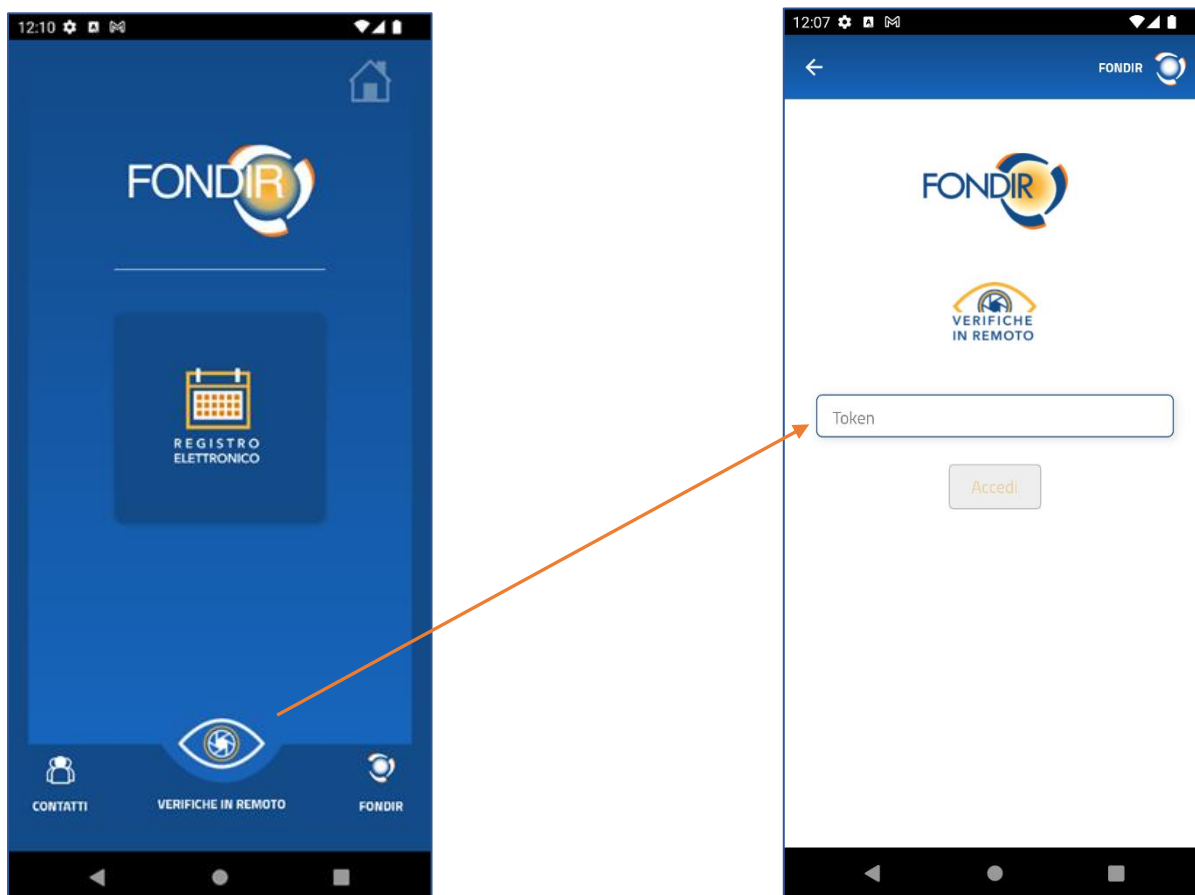 12:10
FONDIR
REGISTRO
ELETTRONICO
CONTATTI
VERIFICHE IN REMOTO
FONDIR
12:07
FONDIR
FONDIR
VERIFICHE
IN REMOTO
Token
Accedi